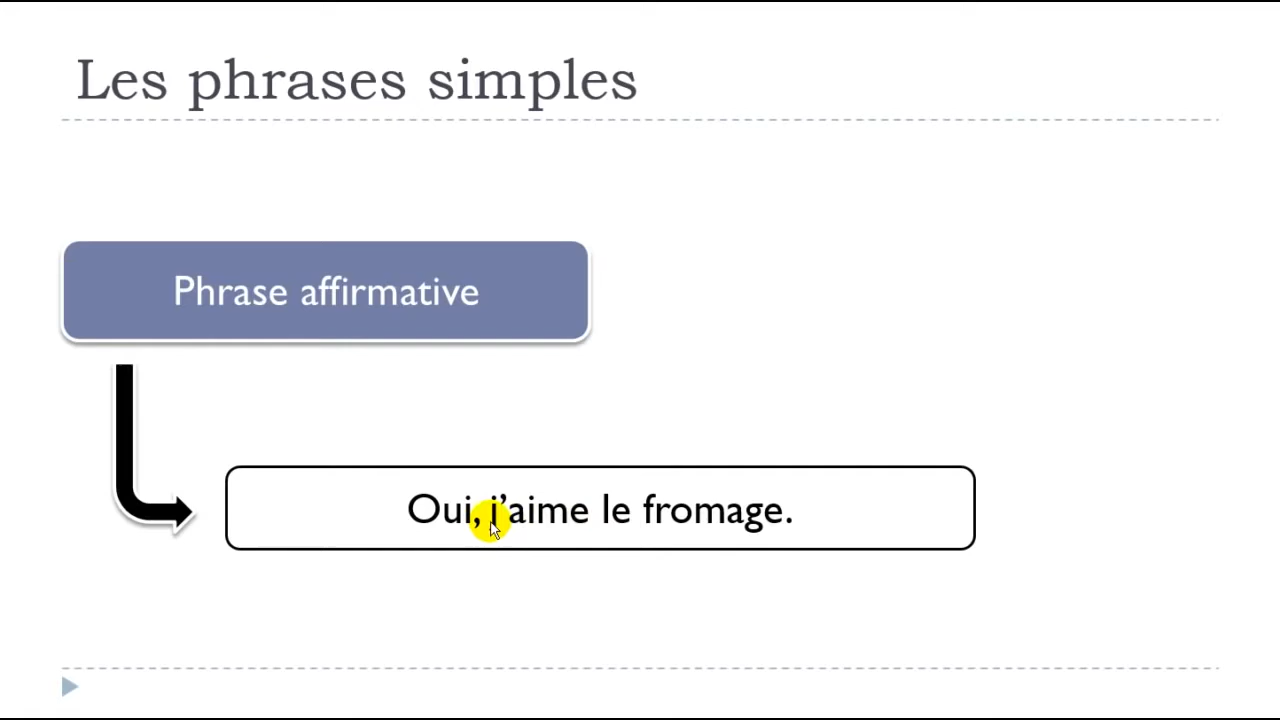 Les phrases simples
Phrase affirmative
Oui, j’aime le fromage.